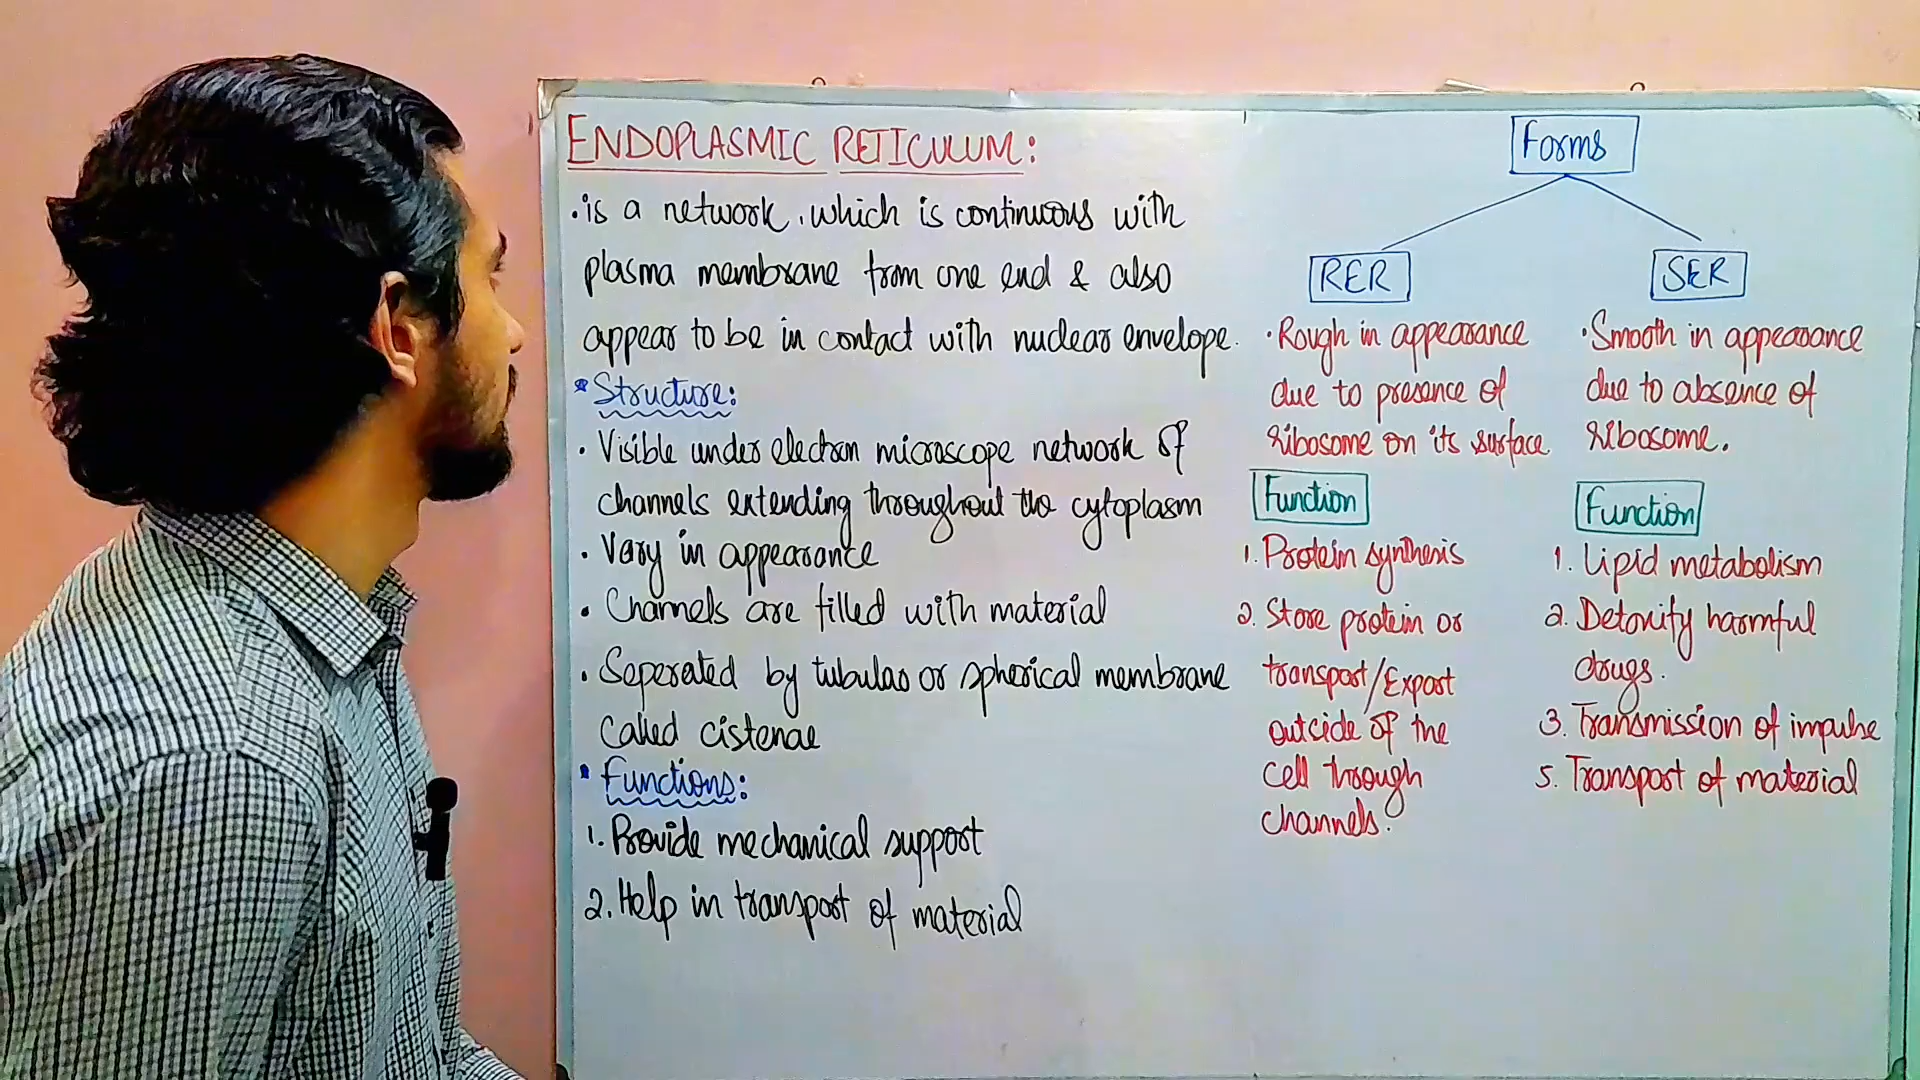 ENDOPLASMIC RETICULUM:
• is a network, which is continuous with
plasma membrane from one end & also
appear to be in contact with nuclear envelope.
* Structure:
• Visible under electron microscope network of
channels extending throughout the cytoplasm
• Vary in appearance
• Channels are filled with material
• Seperated by tubular or spherical membrane
called cistenae
* Functions:
1. Provide mechanical support
2. Help in transport of material
Forms
RER
• Rough in appearance
due to presence of
ribosome on its surface
Function
1. Protein synthesis
2. Store protein or
transport/Export
outcide of the
cell through
channels.
SER
• Smooth in appearance
due to absence of
ribosome.
Function
1. Lipid metabolism
2. Detoxify harmful
drugs.
3. Transmission of impulse
5. Transport of material